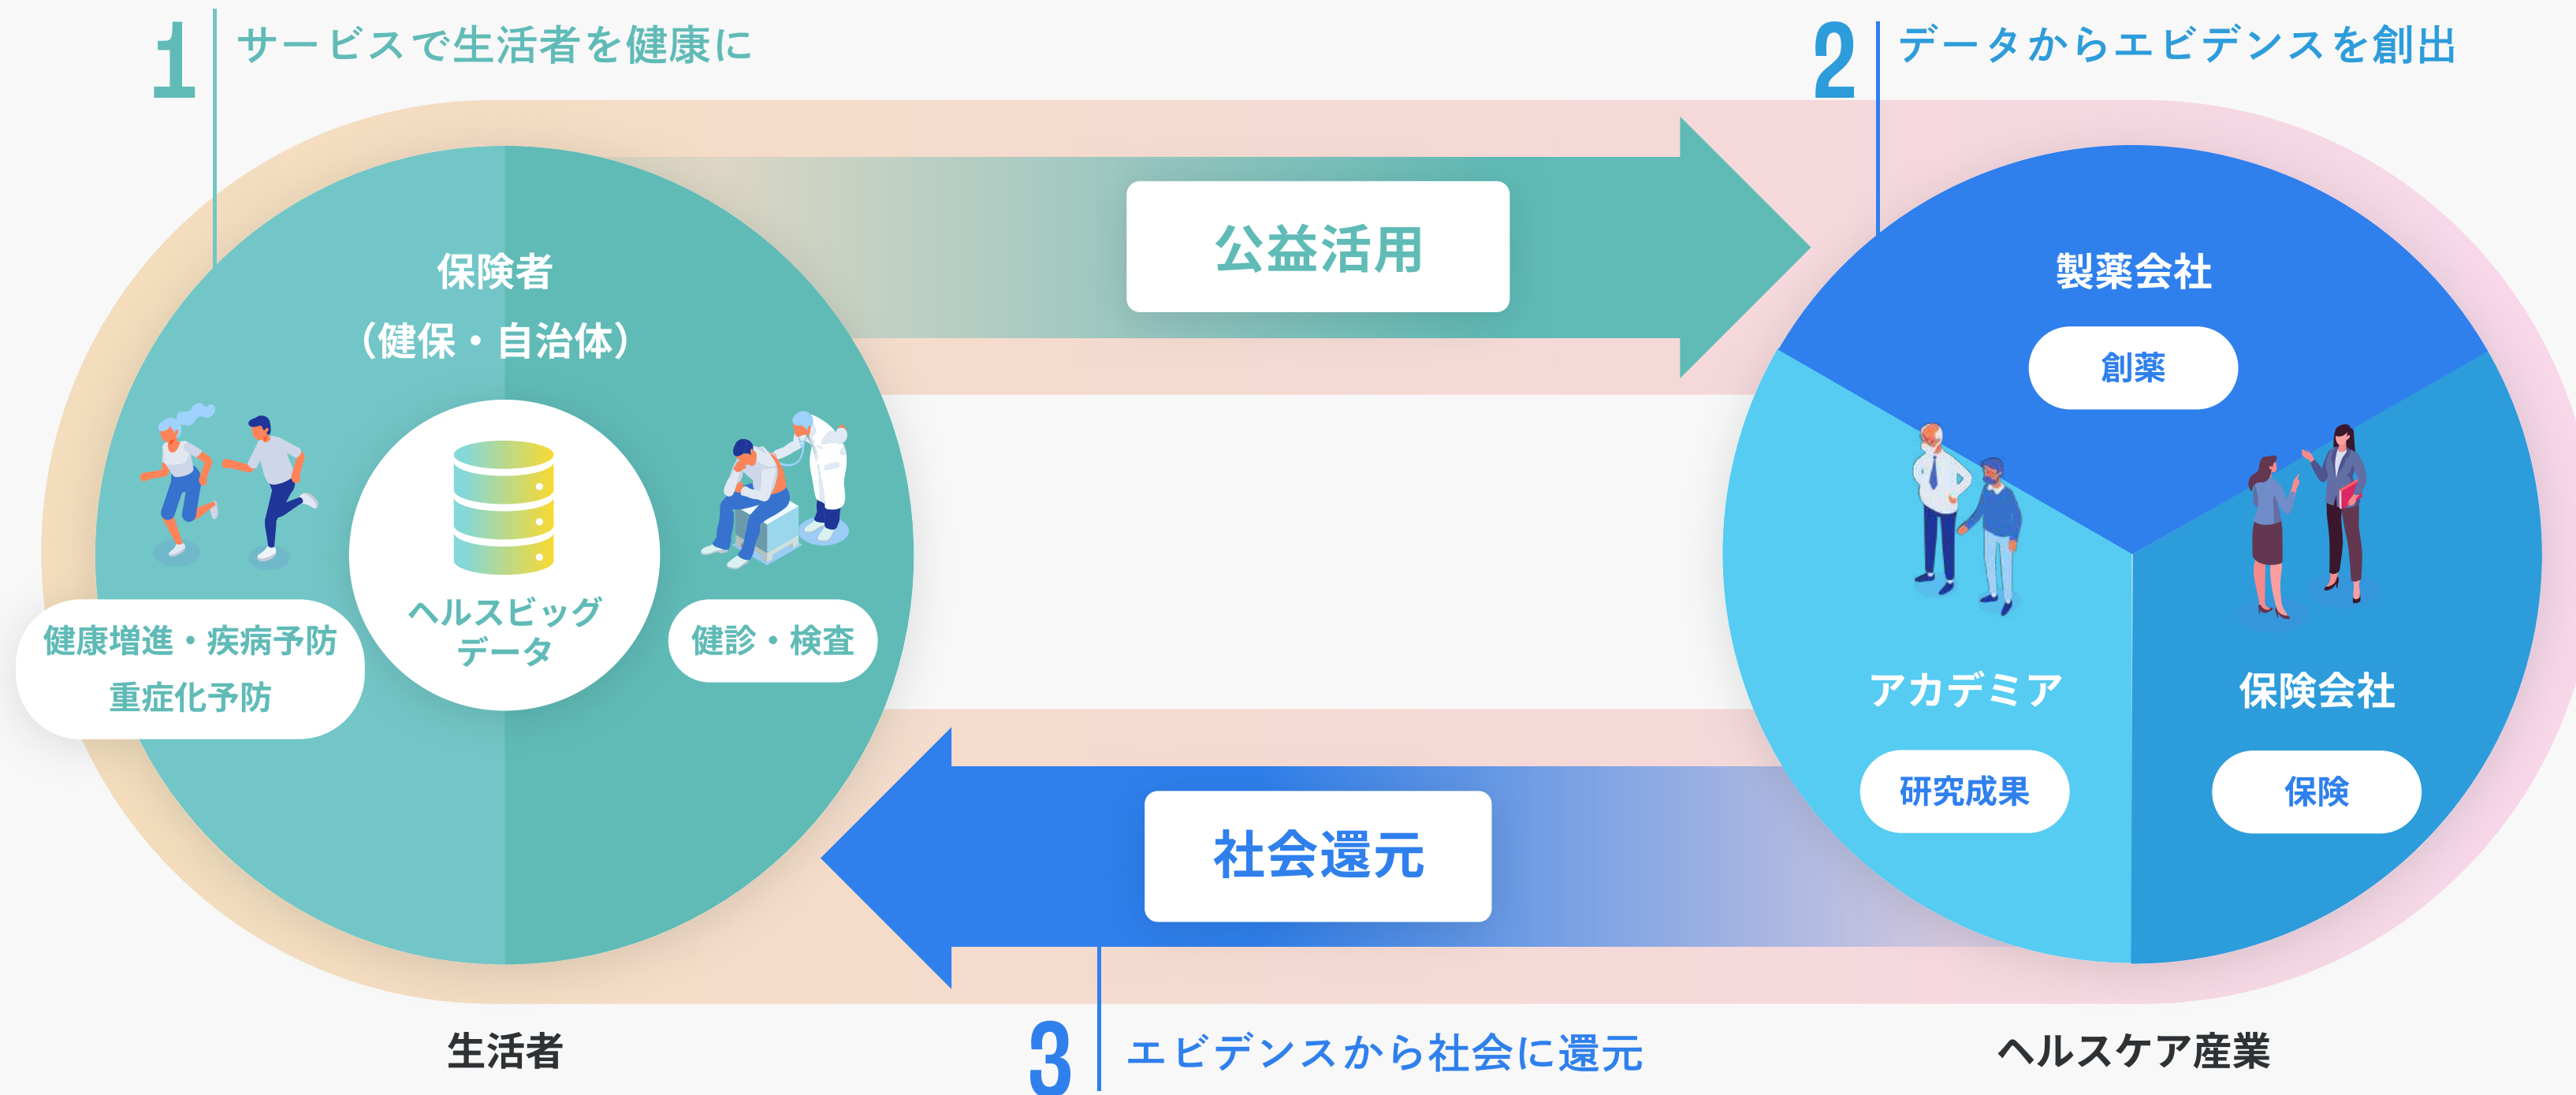 1
サービスで生活者を健康に
2
データからエビデンスを創出
公益活用
保険者
（健保・自治体）
ヘルスビッグ
データ
健康増進・疾病予防
重症化予防
健診・検査
製薬会社
創薬
アカデミア
研究成果
保険会社
保険
社会還元
生活者
3
エビデンスから社会に還元
ヘルスケア産業